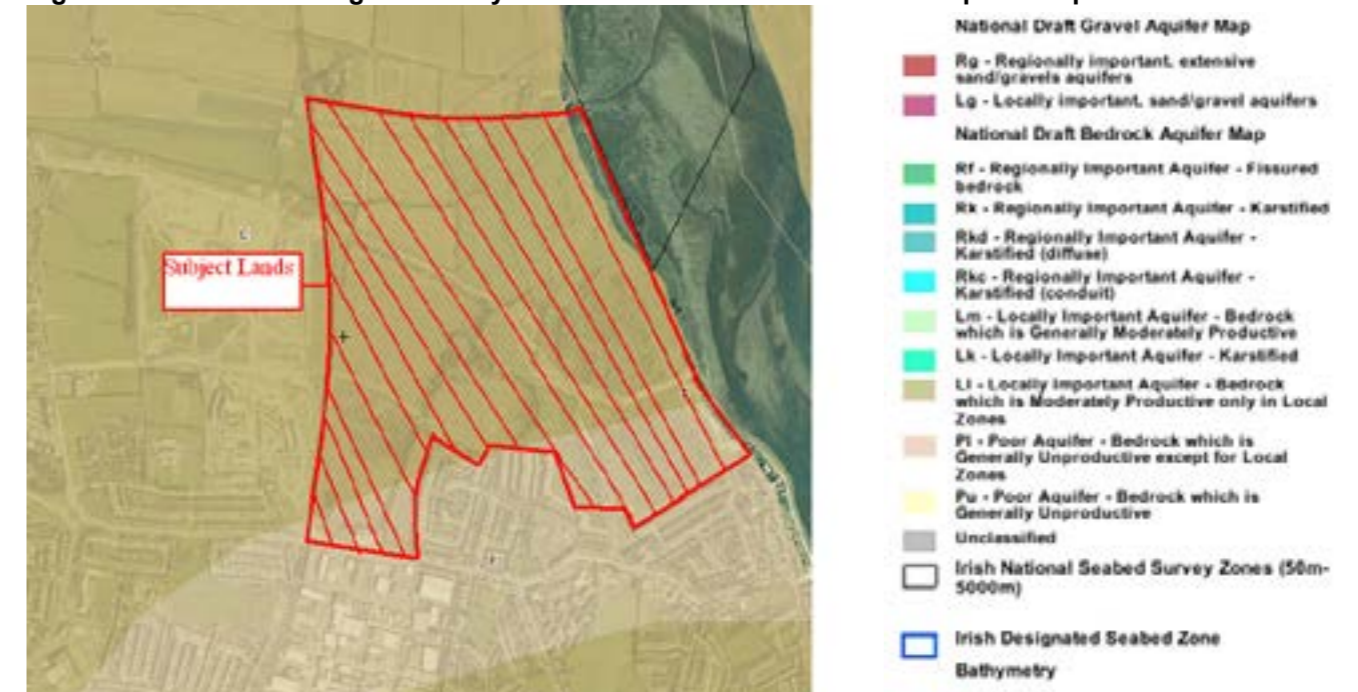 Subject Lands
National Draft Gravel Aquifer Map
Rg - Regionally important, extensive
sand/gravels aquifers
Lg - Locally important, sand/gravel aquifers
National Draft Bedrock Aquifer Map
Rf - Regionally Important Aquifer - Fissured
bedrock
Rk - Regionally Important Aquifer - Karstified
Rkd - Regionally Important Aquifer -
Karstified (diffuse)
Rkc - Regionally Important Aquifer -
Karstified (conduit)
Lm - Locally Important Aquifer - Bedrock
which is Generally Moderately Productive
Lk - Locally Important Aquifer - Karstified
Ll - Locally Important Aquifer - Bedrock
which is Moderately Productive only in Local
Zones
Pl - Poor Aquifer - Bedrock which is
Generally Unproductive except for Local
Zones
Pu - Poor Aquifer - Bedrock which is
Generally Unproductive
Unclassified
Irish National Seabed Survey Zones (50m-
5000m)
Irish Designated Seabed Zone
Bathymetry